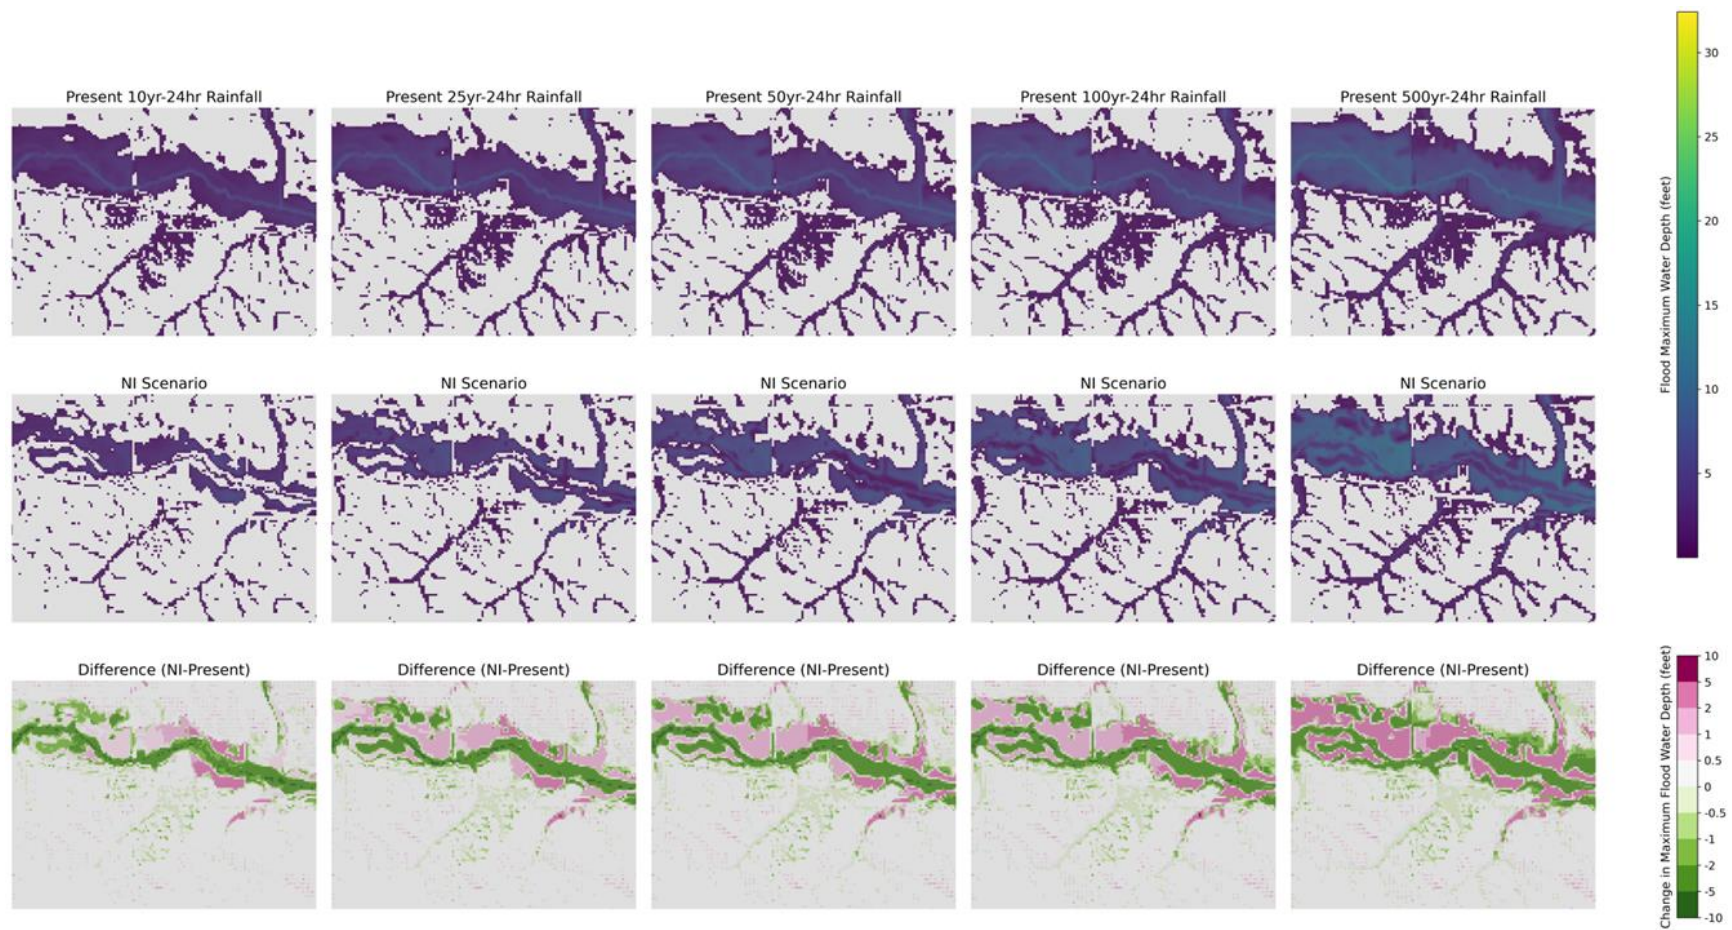 Present 10yr-24hr Rainfall
Present 25yr-24hr Rainfall
Present 50yr-24hr Rainfall
Present 100yr-24hr Rainfall
Present 500yr-24hr Rainfall
NI Scenario
NI Scenario
NI Scenario
NI Scenario
NI Scenario
Difference (NI-Present)
Difference (NI-Present)
Difference (NI-Present)
Difference (NI-Present)
Difference (NI-Present)
Flood Maximum Water Depth (feet)
30
25
20
15
10
5
Change in Maximum Flood Water Depth (feet)
10
5
2
1
0.5
0
-0.5
-1
-2
-5
-10